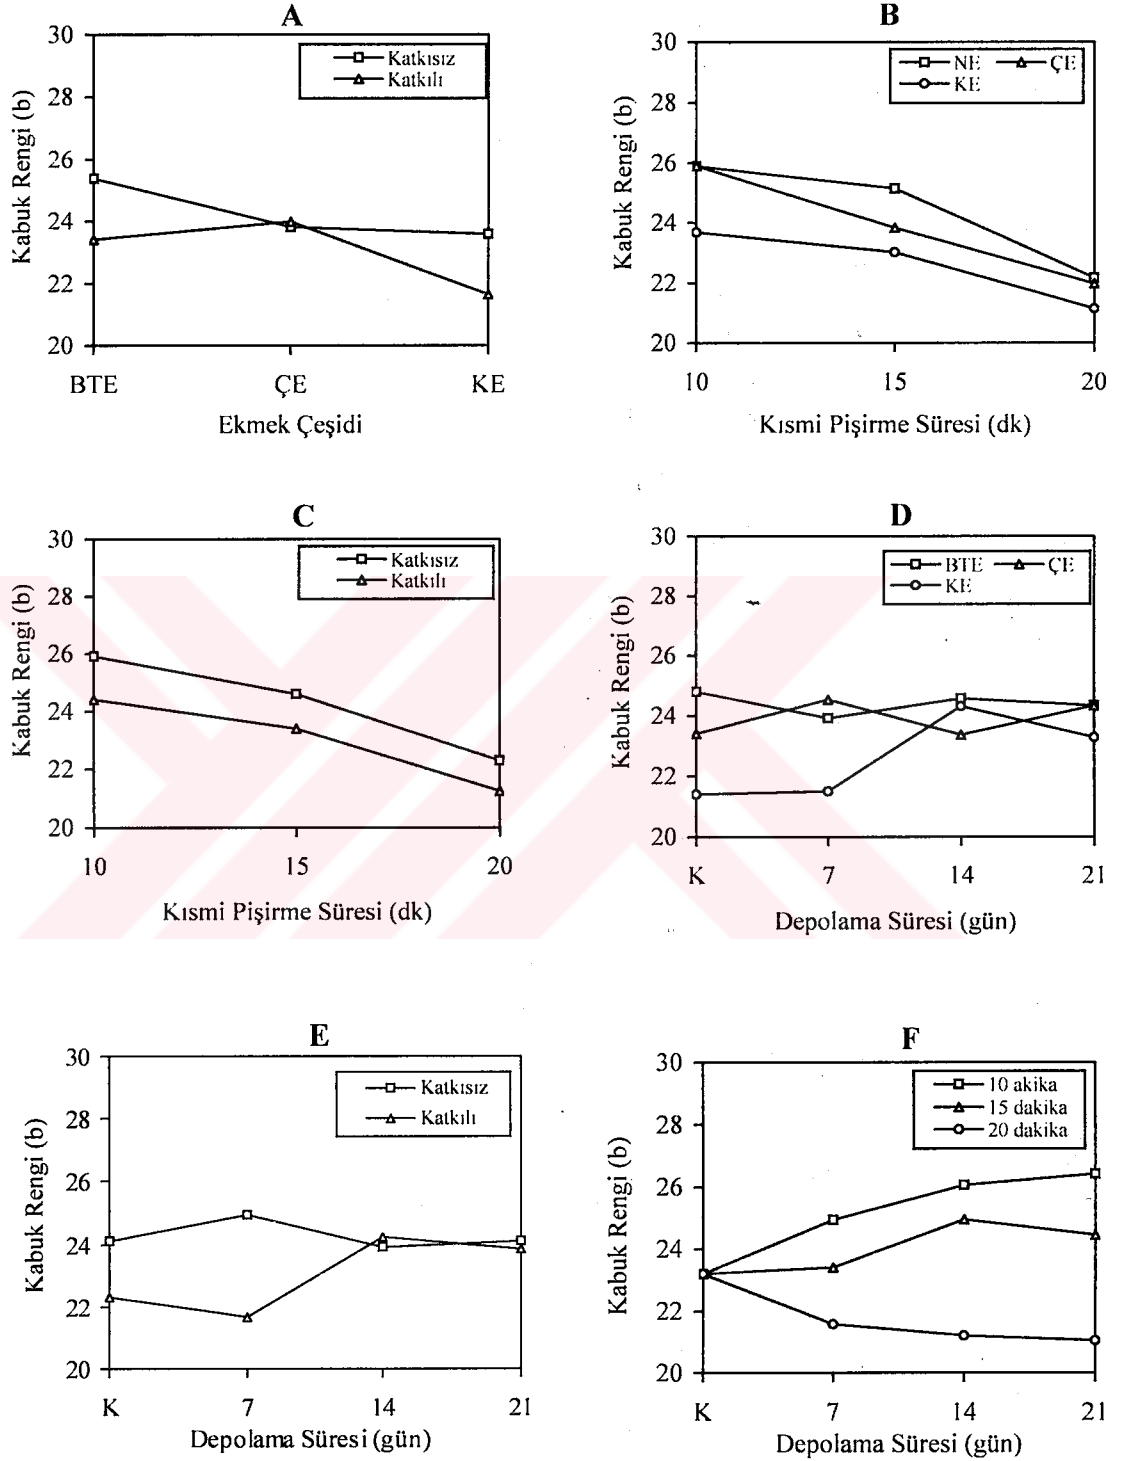 A
30
28
26
24
22
20
Kabuk Rengi (b)
Katkısız
Katkılı
BTE ÇE KE
Ekmek Çeşidi
B
30
28
26
24
22
20
Kabuk Rengi (b)
NE ÇE
KE
10 15 20
Kısmi Pişirme Süresi (dk)
C
30
28
26
24
22
20
Kabuk Rengi (b)
Katkısız
Katkılı
10 15 20
Kısmi Pişirme Süresi (dk)
D
30
28
26
24
22
20
Kabuk Rengi (b)
BTE ÇE
KE
K 7 14 21
Depolama Süresi (gün)
E
30
28
26
24
22
20
Kabuk Rengi (b)
Katkısız
Katkılı
K 7 14 21
Depolama Süresi (gün)
F
30
28
26
24
22
20
Kabuk Rengi (b)
10 akika
15 dakika
20 dakika
K 7 14 21
Depolama Süresi (gün)